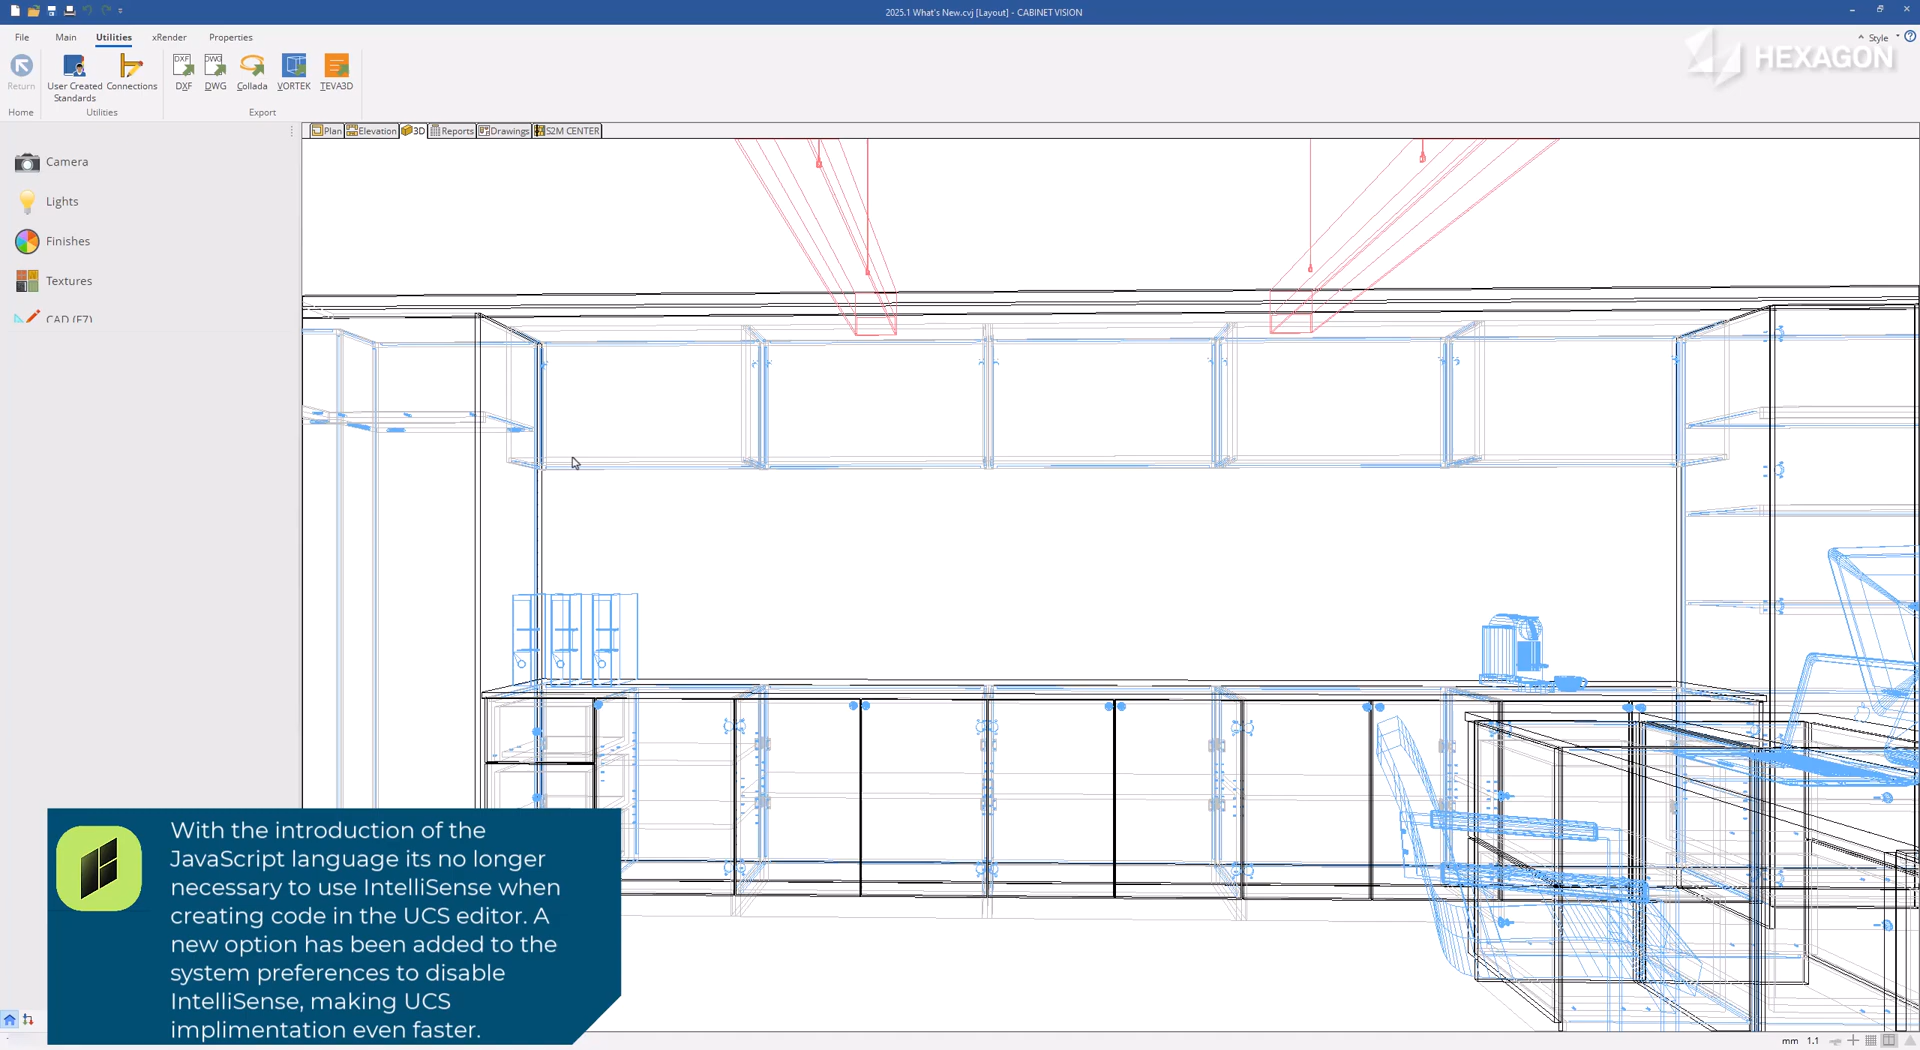 2025.1 What's New.cvj [Layout] - CABINET VISION
File Main Utilities xRender Properties
Style
HEXAGON
Return
User Created Standards
Connections
DXF
DWG
Collada
VORTEK
TEVA3D
Home
Utilities
Export
Plan Elevation 3D Reports Drawings S2M CENTER
Camera
Lights
Finishes
Textures
CAD (F7)
With the introduction of the
JavaScript language its no longer
necessary to use IntelliSense when
creating code in the UCS editor. A
new option has been added to the
system preferences to disable
IntelliSense, making UCS
implimentation even faster.
mm 1.1